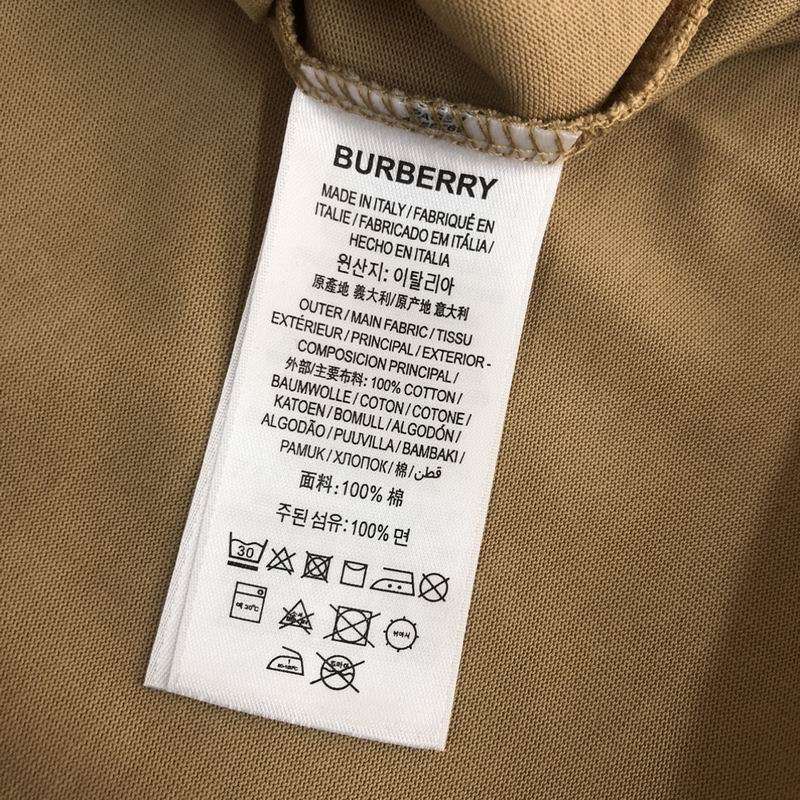 BURBERRY
MADE IN ITALY / FABRIQUÉ EN
ITALIE / FABRICADO EM ITÁLIA /
HECHO EN ITALIA
원산지: 이탈리아
原產地 義大利/原产地 意大利
OUTER / MAIN FABRIC / TISSU
EXTÉRIEUR / PRINCIPAL / EXTERIOR -
COMPOSICION PRINCIPAL /
外部/主要布料: 100% COTTON /
BAUMWOLLE / COTON / COTONE /
KATOEN / BOMULL / ALGODÓN /
ALGODÃO / PUUVILLA / BAMBAKI /
PAMUK / ХЛОПОК / 棉 / قطن
面料:100% 棉
주된 섬유:100% 면
30